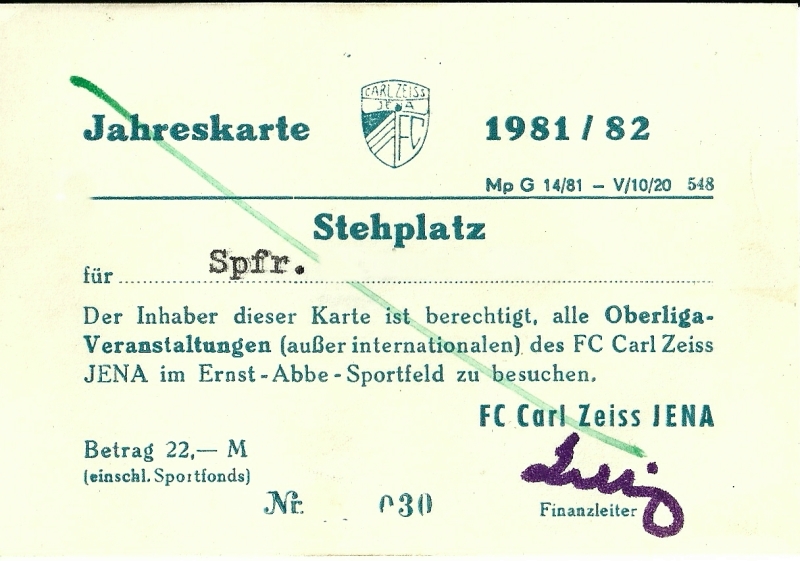 Jahreskarte
CARL ZEISS
JENA
FC
1981 / 82
Mp G 14/81 – V/10/20 548
Stehplatz
für Spfr.
Der Inhaber dieser Karte ist berechtigt, alle Oberliga-
Veranstaltungen (außer internationalen) des FC Carl Zeiss
JENA im Ernst-Abbe-Sportfeld zu besuchen.
FC Carl Zeiss JENA
Betrag 22,— M
(einschl. Sportfonds)
Nr. 030
Finanzleiter